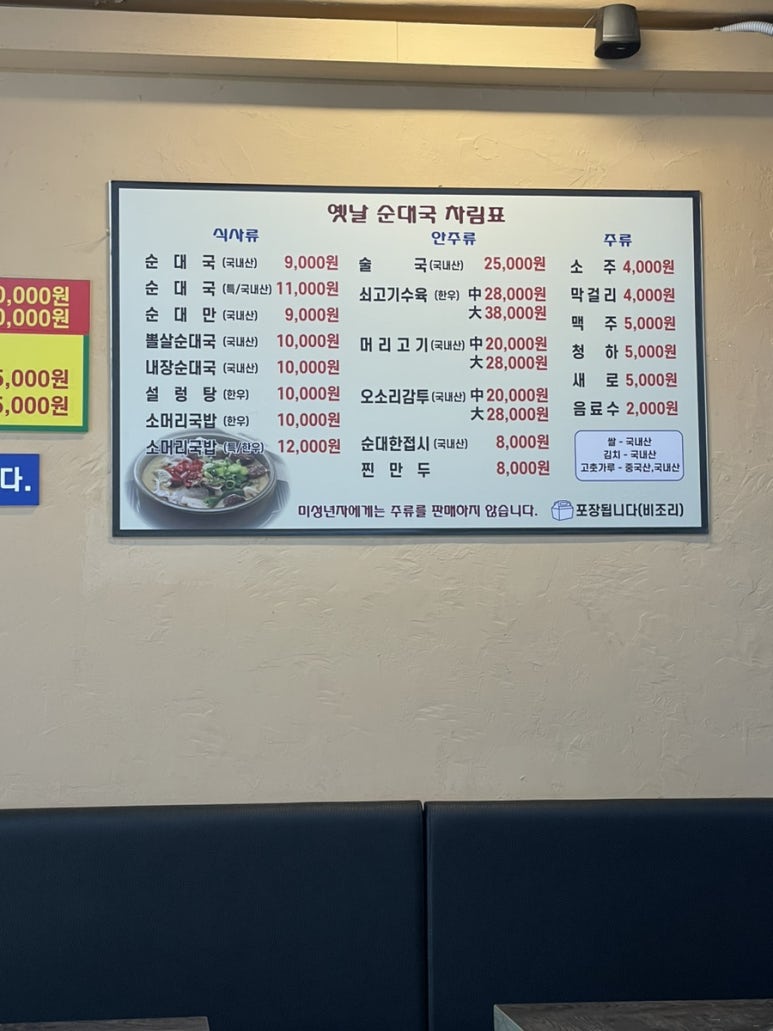 옛날 순대국 차림표
식사류
순 대 국 (국내산) 9,000원
순 대 국 (특/국내산) 11,000원
순 대 만 (국내산) 9,000원
뽈살순대국 (국내산) 10,000원
내장순대국 (국내산) 10,000원
설 렁 탕 (한우) 10,000원
소머리국밥 (한우) 10,000원
소머리국밥 (특/한우) 12,000원
안주류
술 국 (국내산) 25,000원
쇠고기수육 (한우) 中 28,000원
大 38,000원
머 리 고 기 (국내산) 中 20,000원
大 28,000원
오소리감투 (국내산) 中 20,000원
大 28,000원
순대한접시 (국내산) 8,000원
찐 만 두 8,000원
주류
소 주 4,000원
막걸리 4,000원
맥 주 5,000원
청 하 5,000원
새 로 5,000원
음료수 2,000원
쌀 - 국내산
김치 - 국내산
고춧가루 - 중국산,국내산
미성년자에게는 주류를 판매하지 않습니다.
포장됩니다(비조리)
0,000원
0,000원
5,000원
5,000원
다.